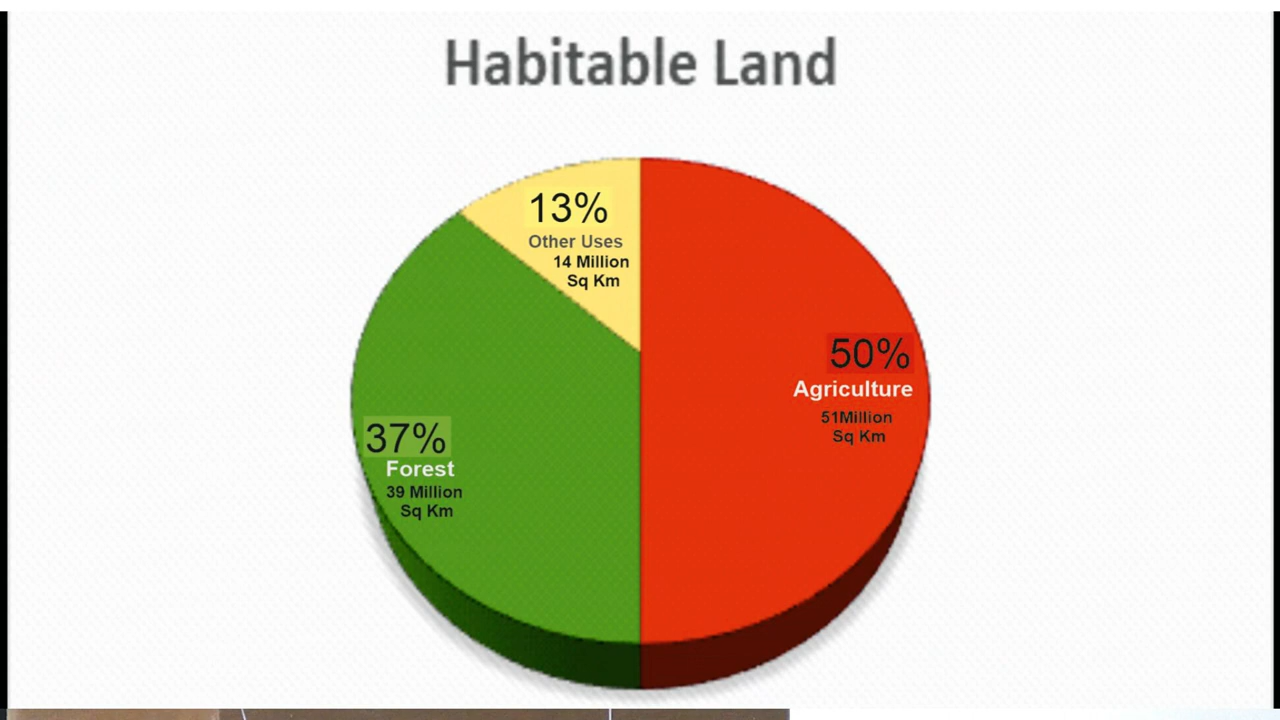 Habitable Land
13%
Other Uses
14 Million
Sq Km
50%
Agriculture
51Million
Sq Km
37%
Forest
39 Million
Sq Km